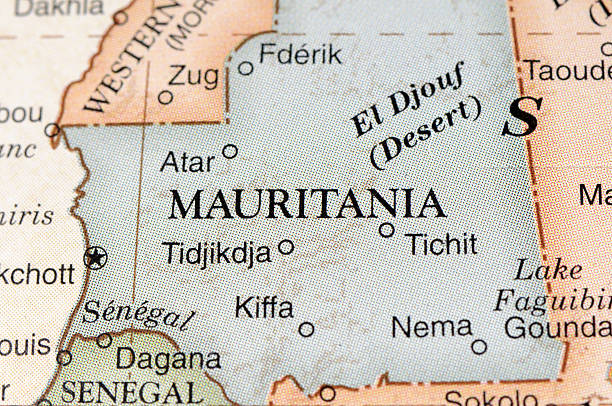 Dakhla
WESTERN
(MOR
Fdérik
Zug
Taoude
El Djouf
(Desert)
S
bou
anc
Atar
Ma
MAURITANIA
niris
Tidjikdja
Tichit
kchott
Lake
Faguibin
Sénégal
Kiffa
Nema
Gounda
ouis
Dagana
r
SENEGAL
Sokolo